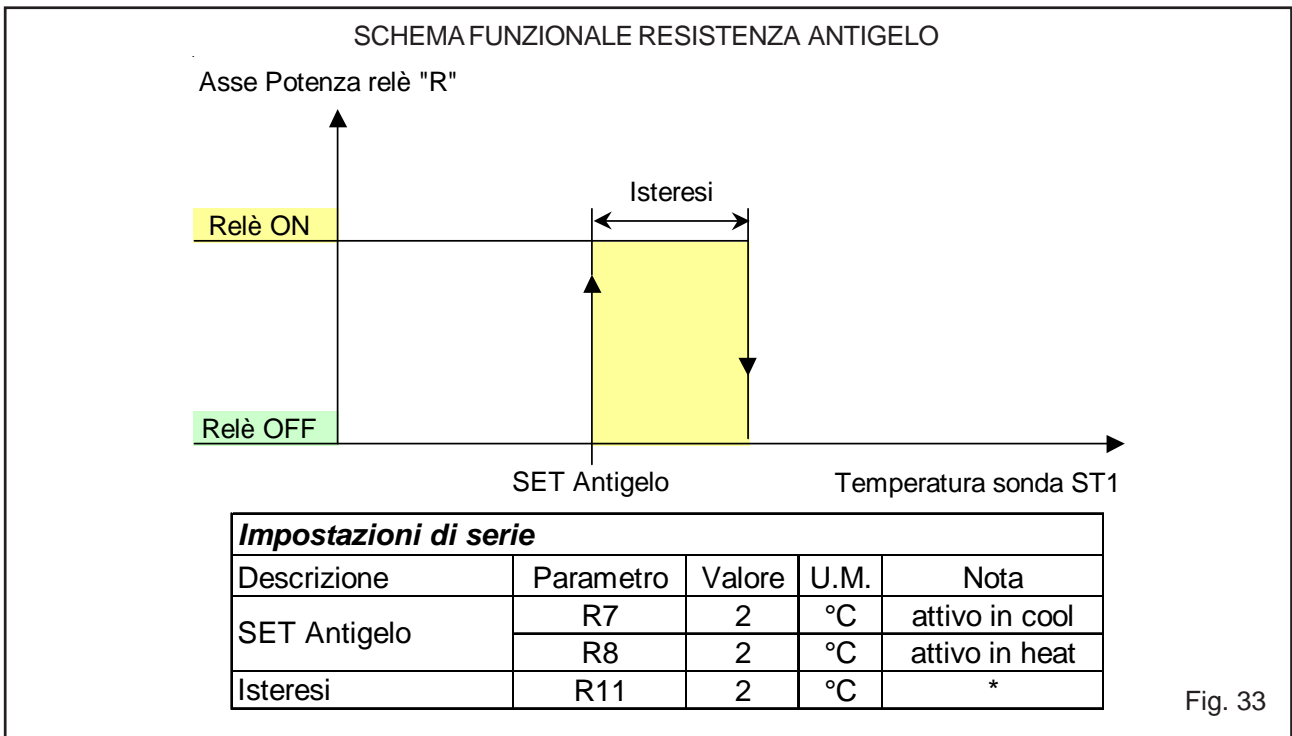 SCHEMA FUNZIONALE RESISTENZA ANTIGELO
Asse Potenza relè "R"
Isteresi
Relè ON
Relè OFF
SET Antigelo
Temperatura sonda ST1
Impostazioni di serie
Descrizione Parametro Valore U.M. Nota
SET Antigelo
R7 2 °C attivo in cool
R8 2 °C attivo in heat
Isteresi R11 2 °C *
Fig. 33